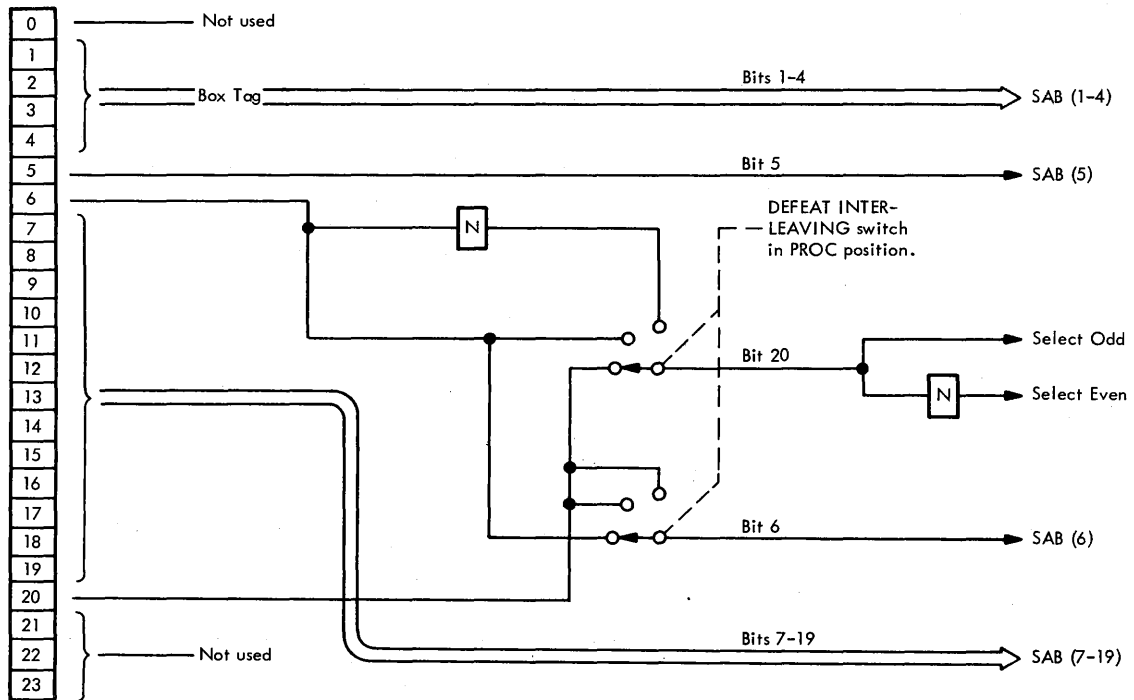 0
Not used
1
2
3
4
Box Tag
Bits 1-4
SAB (1-4)
5
Bit 5
SAB (5)
6
7
8
9
10
11
12
13
14
15
16
17
18
19
N
DEFEAT INTER-
LEAVING switch
in PROC position.
Bit 20
Select Odd
N
Select Even
Bit 6
SAB (6)
20
21
22
23
Not used
Bits 7-19
SAB (7-19)